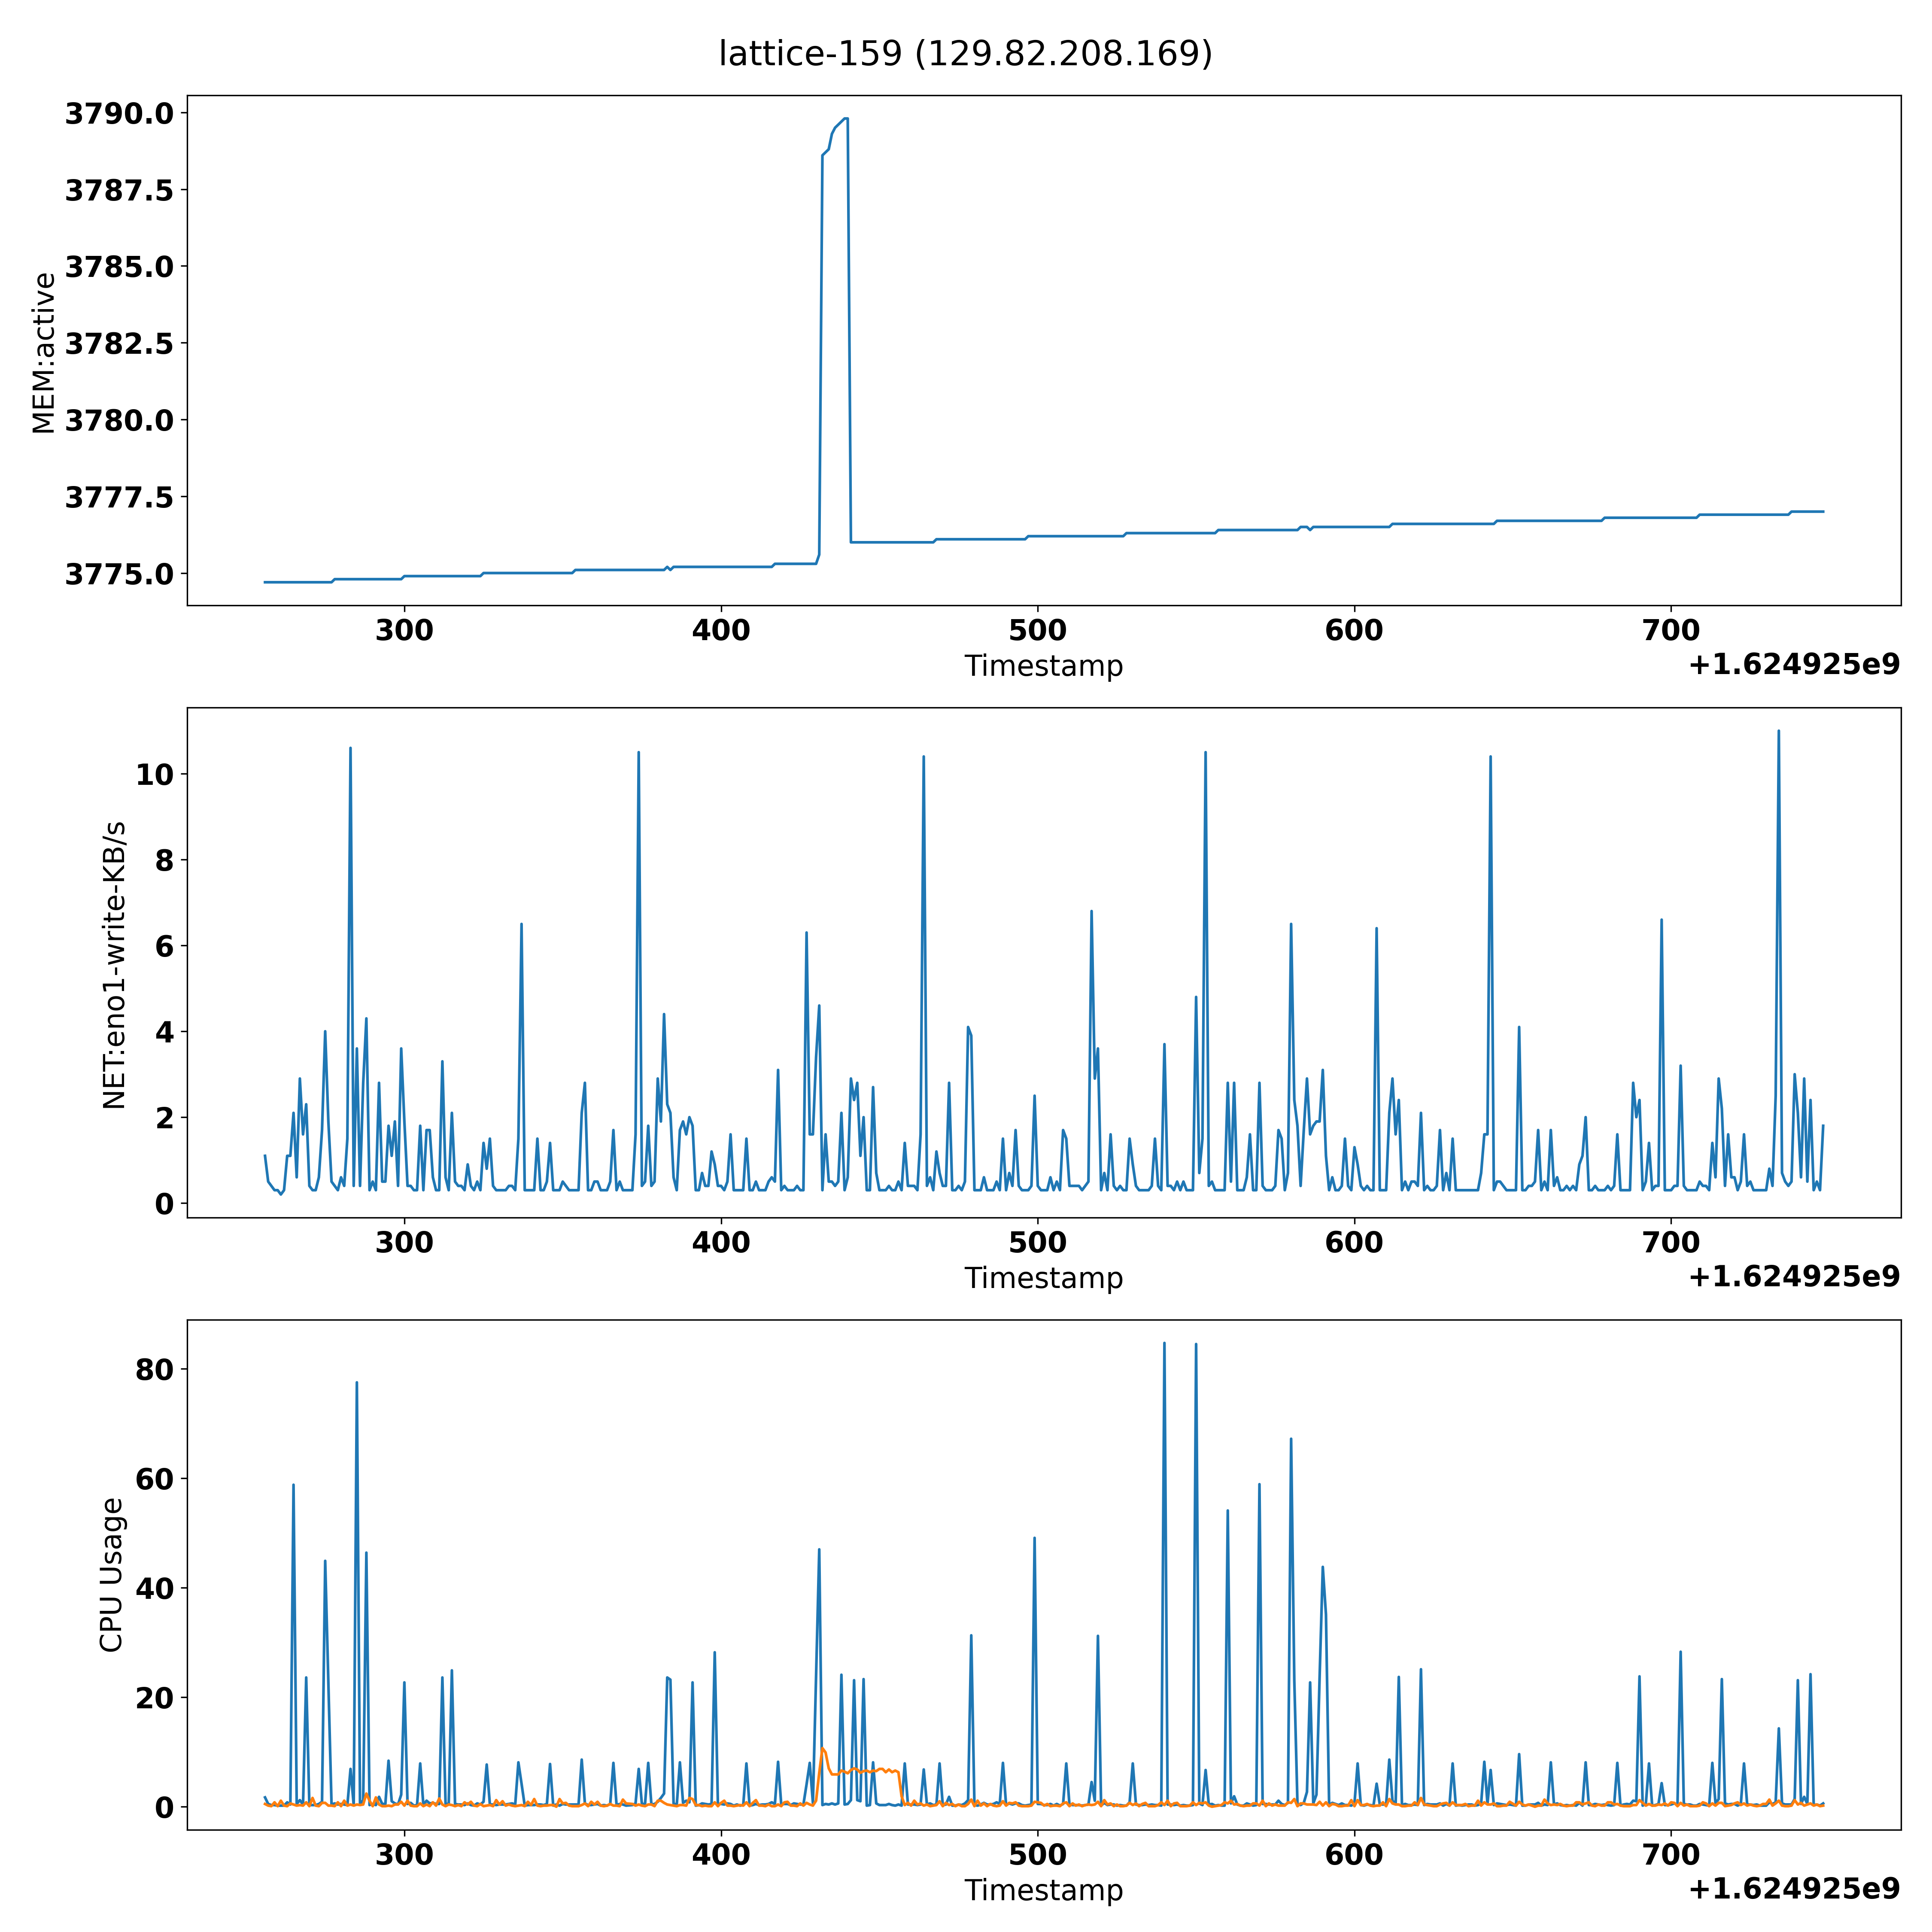 lattice-159 (129.82.208.169)
MEM:active
3790.0
3787.5
3785.0
3782.5
3780.0
3777.5
3775.0
300 400 500 600 700
Timestamp
+1.624925e9
NET:eno1-write-KB/s
10
8
6
4
2
0
300 400 500 600 700
Timestamp
+1.624925e9
CPU Usage
80
60
40
20
0
300 400 500 600 700
Timestamp
+1.624925e9